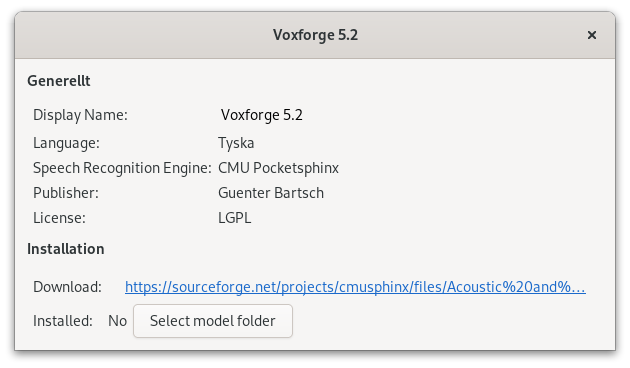 Voxforge 5.2
Generellt
Display Name: Voxforge 5.2
Language: Tyska
Speech Recognition Engine: CMU Pocketsphinx
Publisher: Guenter Bartsch
License: LGPL
Installation
Download: https://sourceforge.net/projects/cmusphinx/files/Acoustic%20and%...
Installed: No Select model folder